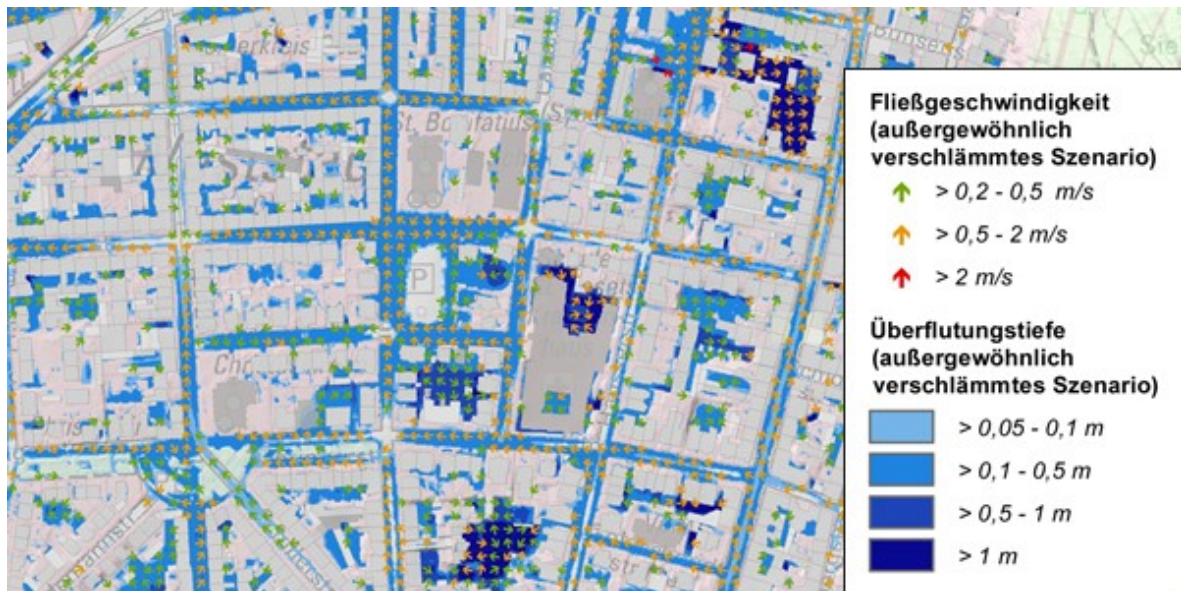 St. Bonifatius
P
Fließgeschwindigkeit
(außergewöhnlich
verschlämmtes Szenario)
> 0,2 - 0,5 m/s
> 0,5 - 2 m/s
> 2 m/s
Überflutungstiefe
(außergewöhnlich
verschlämmtes Szenario)
> 0,05 - 0,1 m
> 0,1 - 0,5 m
> 0,5 - 1 m
> 1 m